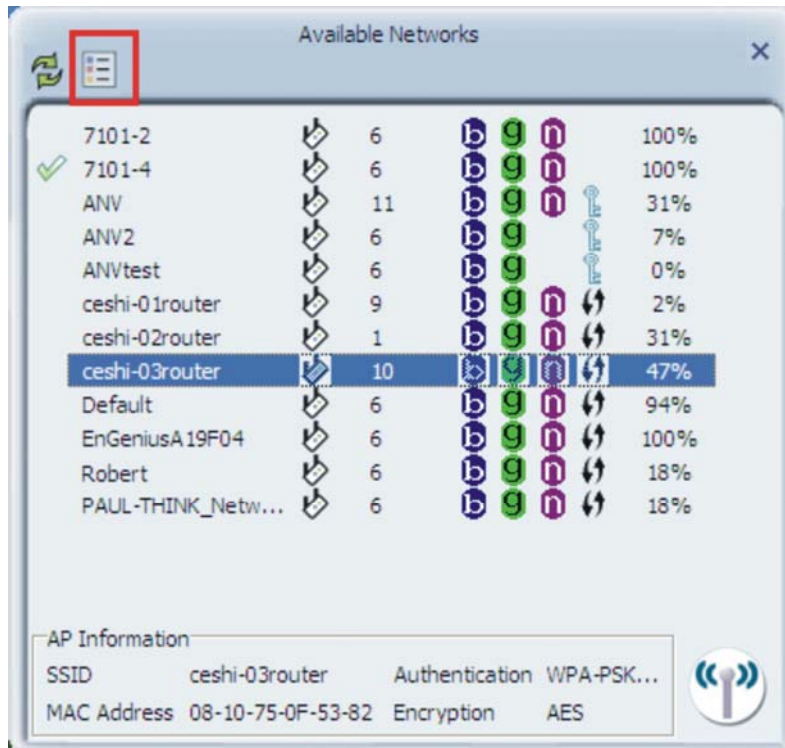 Available Networks
7101-2 6 b g n 100%
7101-4 6 b g n 100%
ANV 11 b g n 31%
ANV2 6 b g 7%
ANVtest 6 b g 0%
ceshi-01router 9 b g n 2%
ceshi-02router 1 b g n 31%
ceshi-03router 10 b g n 47%
Default 6 b g n 94%
EnGeniusA19F04 6 b g n 100%
Robert 6 b g n 18%
PAUL-THINK_Netw... 6 b g n 18%
AP Information
SSID ceshi-03router Authentication WPA-PSK...
MAC Address 08-10-75-0F-53-82 Encryption AES